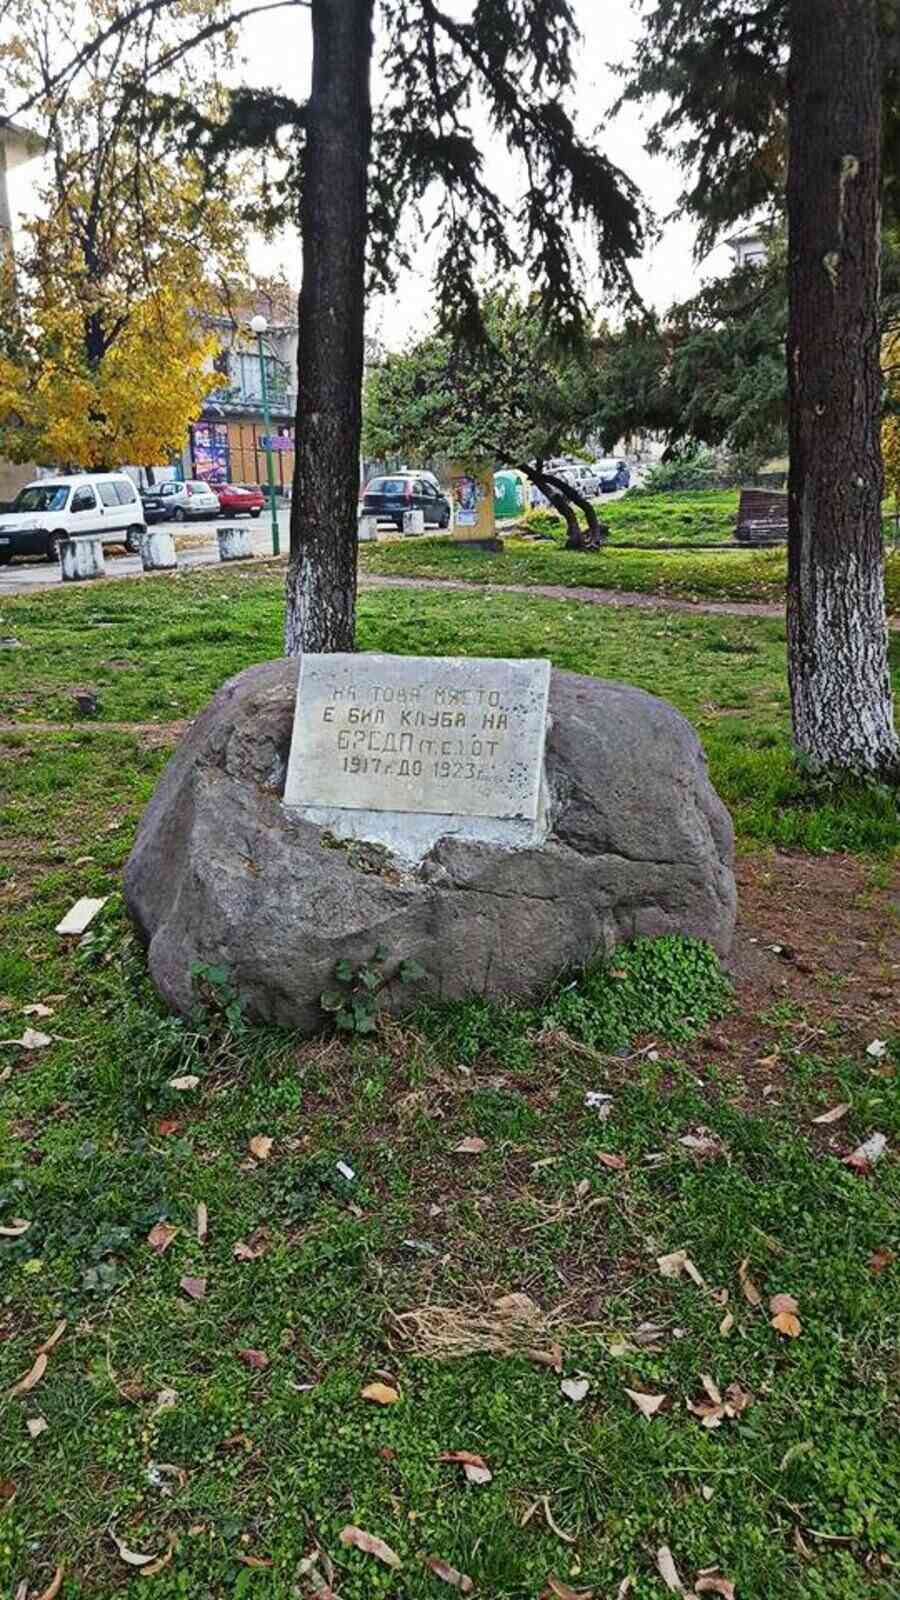 НА ТОВА МЯСТО
Е БИЛ КЛУБА НА
БРСДП (Т.С.) ОТ
1917 г. ДО 1923 г.